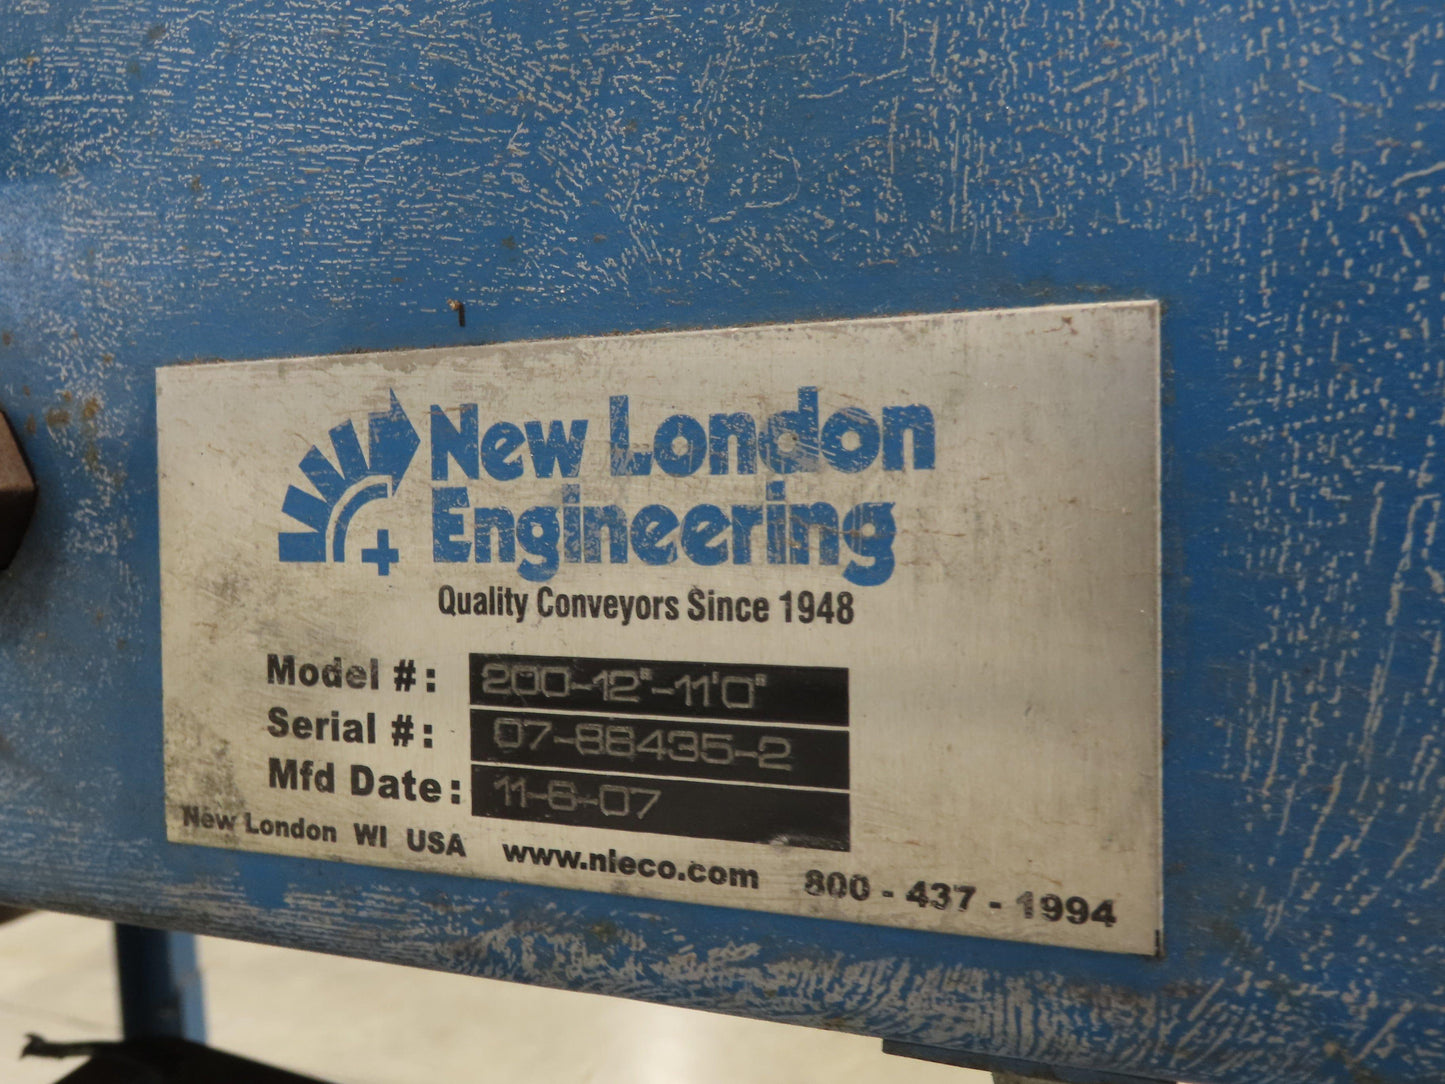 New London
Engineering
Quality Conveyors Since 1948
Model #: 200-12"-11'0"
Serial #: 07-86435-2
Mfd Date: 11-6-07
New London WI USA www.nleco.com 800 - 437 - 1994